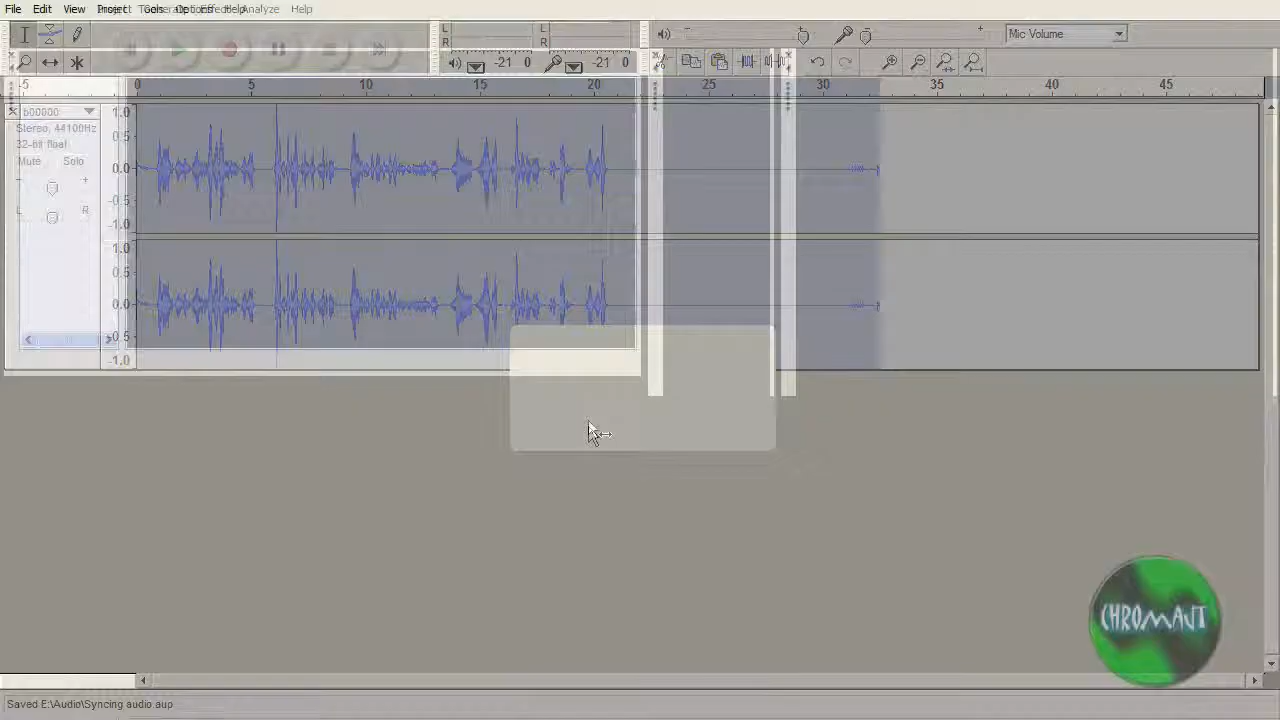 File Edit View Project Generate Effect Analyze Help
Tools Options Help
L L
R R
Mic Volume
-21 0 -21 0
-5 0 5 10 15 20 25 30 35 40 45
b00000
Stereo, 44100Hz
32-bit float
Mute Solo
- +
L R
1.0
0.5
0.0
-0.5
-1.0
1.0
0.5
0.0
-0.5
-1.0
CHROMAJT
Saved E:\Audio\Syncing audio.aup